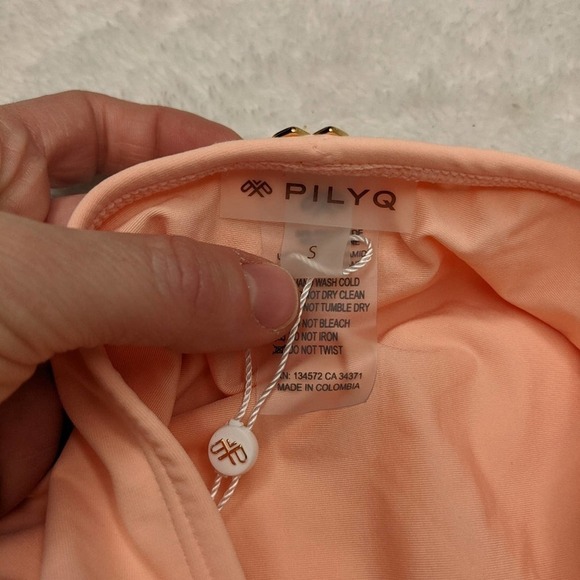 PILYQ
S
WASH COLD
NOT DRY CLEAN
NOT TUMBLE DRY
NOT BLEACH
NOT IRON
DO NOT TWIST
N: 134572 CA 34371
MADE IN COLOMBIA